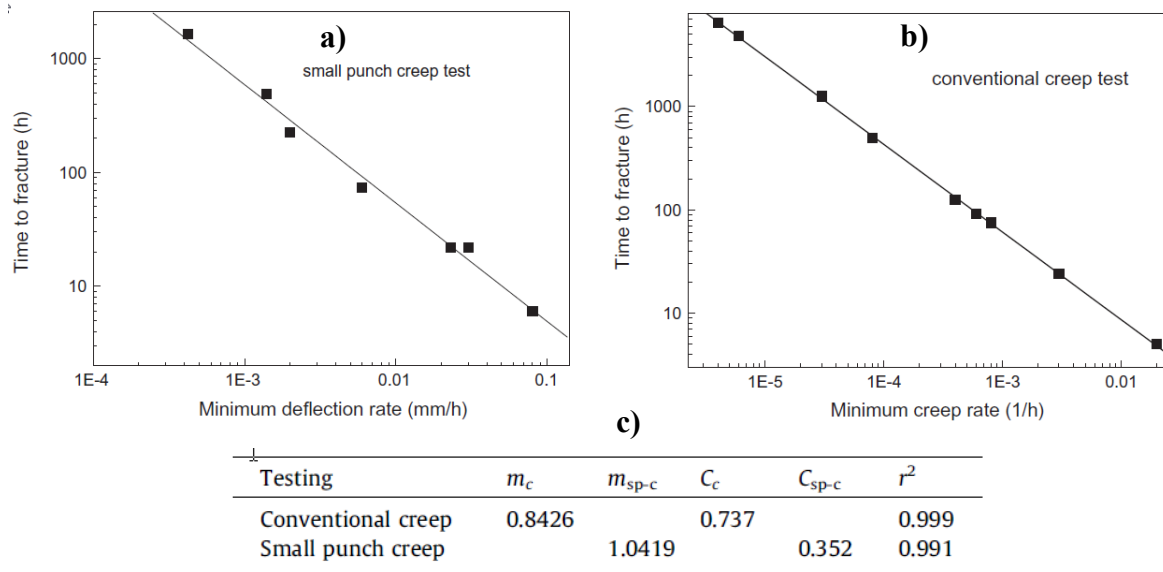 a)
small punch creep test
Time to fracture (h)
1000
100
10
1E-4 1E-3 0.01 0.1
Minimum deflection rate (mm/h)
b)
conventional creep test
Time to fracture (h)
1000
100
10
1E-5 1E-4 1E-3 0.01
Minimum creep rate (1/h)
c)
Testing m_c m_sp-c C_c C_sp-c r²
Conventional creep 0.8426 0.737 0.999
Small punch creep 1.0419 0.352 0.991